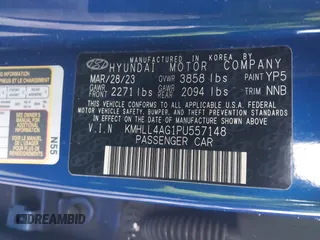 MANUFACTURED IN KOREA BY
HYUNDAI MOTOR COMPANY
MAR/28/23 GVWR 3858 lbs PAINT YP5
GAWR FRONT 2271 lbs GAWR REAR 2094 lbs TRIM NNB
THIS VEHICLE CONFORMS TO ALL APPLICABLE
FEDERAL MOTOR VEHICLE SAFETY, BUMPER, AND THEFT
PREVENTION STANDARDS IN EFFECT ON THE DATE OF
MANUFACTURE SHOWN ABOVE.
V.I.N KMHLL4AG1PU557148
PASSENGER CAR
N55
DREAMBID